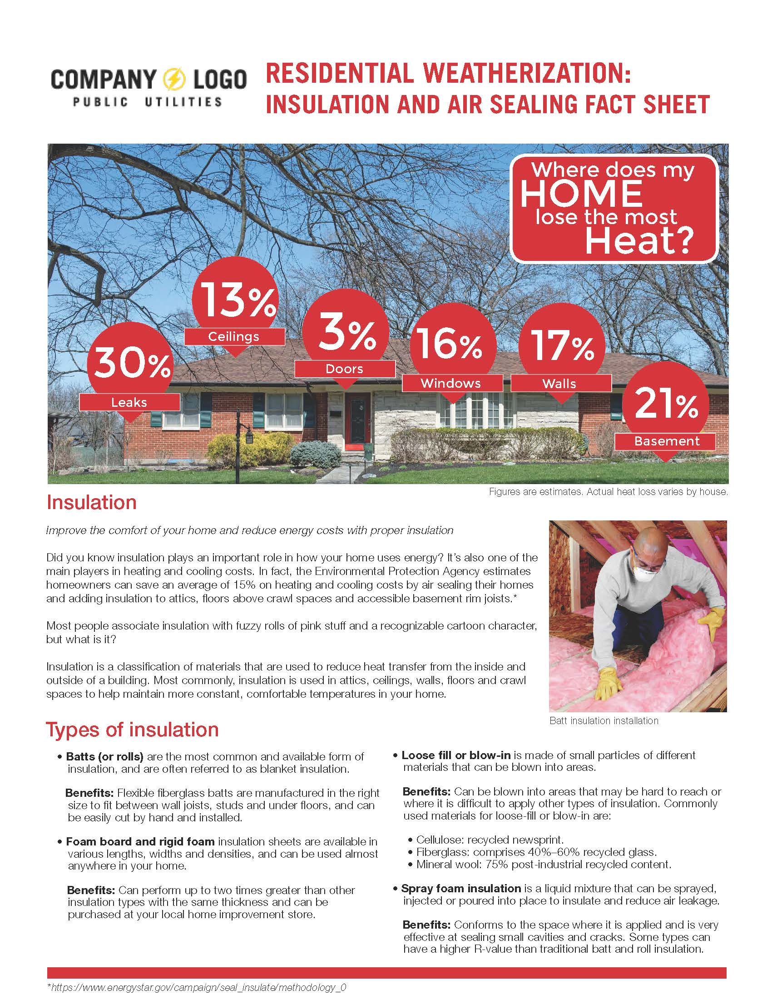 COMPANY LOGO
PUBLIC UTILITIES
RESIDENTIAL WEATHERIZATION:
INSULATION AND AIR SEALING FACT SHEET
Where does my
HOME
lose the most
Heat?
30%
Leaks
13%
Ceilings
3%
Doors
16%
Windows
17%
Walls
21%
Basement
Figures are estimates. Actual heat loss varies by house.
Insulation
Improve the comfort of your home and reduce energy costs with proper insulation
Did you know insulation plays an important role in how your home uses energy? It's also one of the
main players in heating and cooling costs. In fact, the Environmental Protection Agency estimates
homeowners can save an average of 15% on heating and cooling costs by air sealing their homes
and adding insulation to attics, floors above crawl spaces and accessible basement rim joists.*
Most people associate insulation with fuzzy rolls of pink stuff and a recognizable cartoon character,
but what is it?
Insulation is a classification of materials that are used to reduce heat transfer from the inside and
outside of a building. Most commonly, insulation is used in attics, ceilings, walls, floors and crawl
spaces to help maintain more constant, comfortable temperatures in your home.
Batt insulation installation
Types of insulation
• Batts (or rolls) are the most common and available form of
insulation, and are often referred to as blanket insulation.
Benefits: Flexible fiberglass batts are manufactured in the right
size to fit between wall joists, studs and under floors, and can
be easily cut by hand and installed.
• Foam board and rigid foam insulation sheets are available in
various lengths, widths and densities, and can be used almost
anywhere in your home.
Benefits: Can perform up to two times greater than other
insulation types with the same thickness and can be
purchased at your local home improvement store.
• Loose fill or blow-in is made of small particles of different
materials that can be blown into areas.
Benefits: Can be blown into areas that may be hard to reach or
where it is difficult to apply other types of insulation. Commonly
used materials for loose-fill or blow-in are:
• Cellulose: recycled newsprint.
• Fiberglass: comprises 40%–60% recycled glass.
• Mineral wool: 75% post-industrial recycled content.
• Spray foam insulation is a liquid mixture that can be sprayed,
injected or poured into place to insulate and reduce air leakage.
Benefits: Conforms to the space where it is applied and is very
effective at sealing small cavities and cracks. Some types can
have a higher R-value than traditional batt and roll insulation.
*https://www.energystar.gov/campaign/seal_insulate/methodology_0